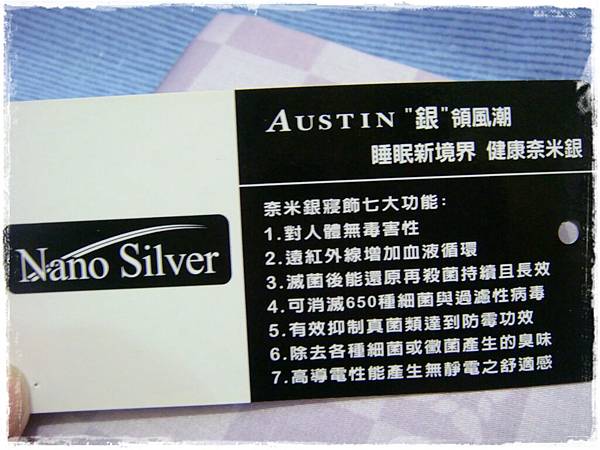 Nano Silver
AUSTIN "銀"領風潮
睡眠新境界 健康奈米銀
奈米銀寢飾七大功能:
1.對人體無毒害性
2.遠紅外線增加血液循環
3.滅菌後能還原再殺菌持續且長效
4.可消滅650種細菌與過濾性病毒
5.有效抑制真菌類達到防霉功效
6.除去各種細菌或黴菌產生的臭味
7.高導電性能產生無靜電之舒適感